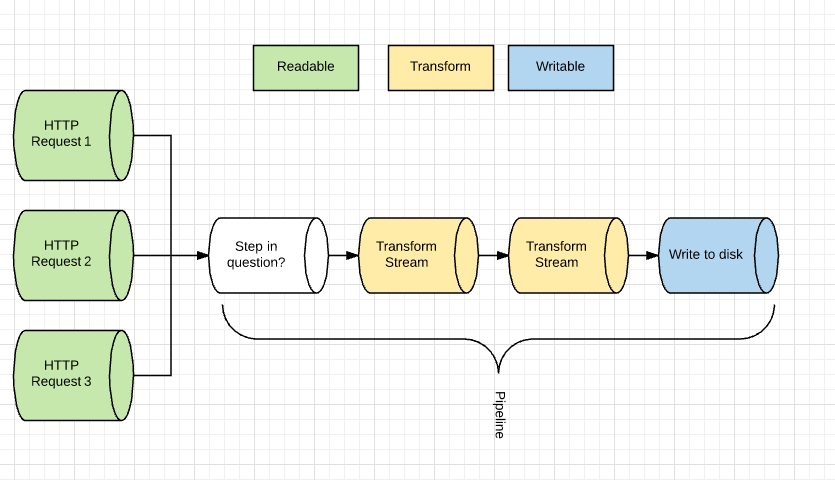 Readable
Transform
Writable
HTTP
Request 1
HTTP
Request 2
HTTP
Request 3
Step in
question?
Transform
Stream
Transform
Stream
Write to disk
Pipeline